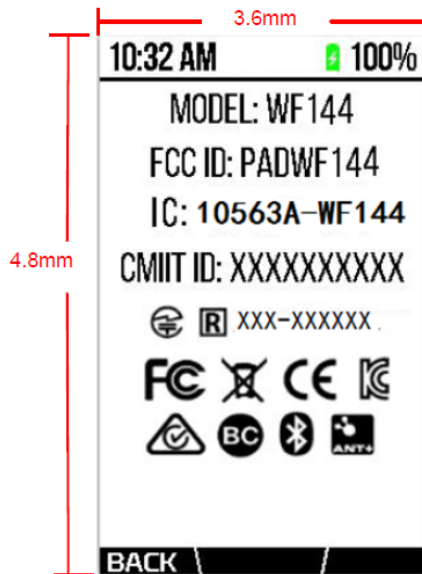 3.6mm
10:32 AM 100%
MODEL: WF144
FCC ID: PADWF144
4.8mm
IC: 10563A-WF144
CMIIT ID: XXXXXXXXXX
R XXX-XXXXXX
FC CE KC
BC ANT+
BACK